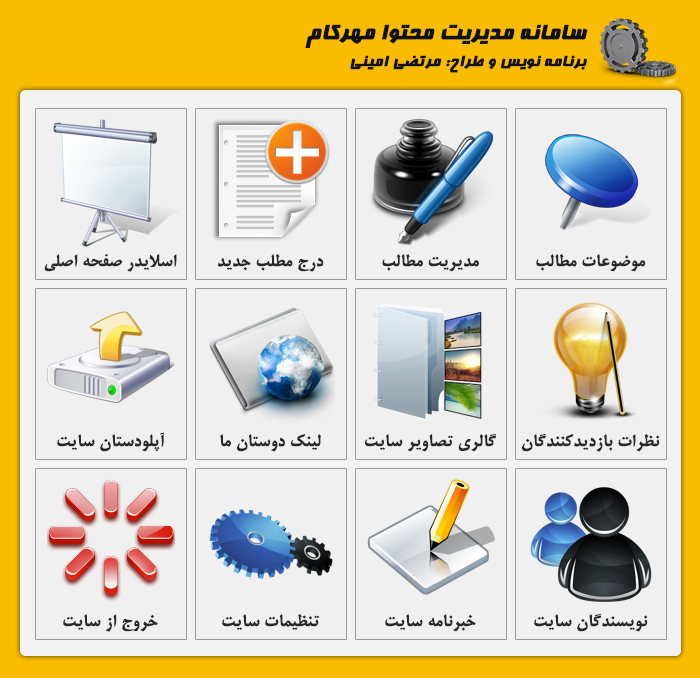 سامانه مدیریت محتوا مهرکام
برنامه نویس و طراح: مرتضی امینی
موضوعات مطالب
مدیریت مطالب
درج مطلب جدید
اسلایدر صفحه اصلی
نظرات بازدیدکنندگان
گالری تصاویر سایت
لینک دوستان ما
آپلودستان سایت
نویسندگان سایت
خبرنامه سایت
تنظیمات سایت
خروج از سایت